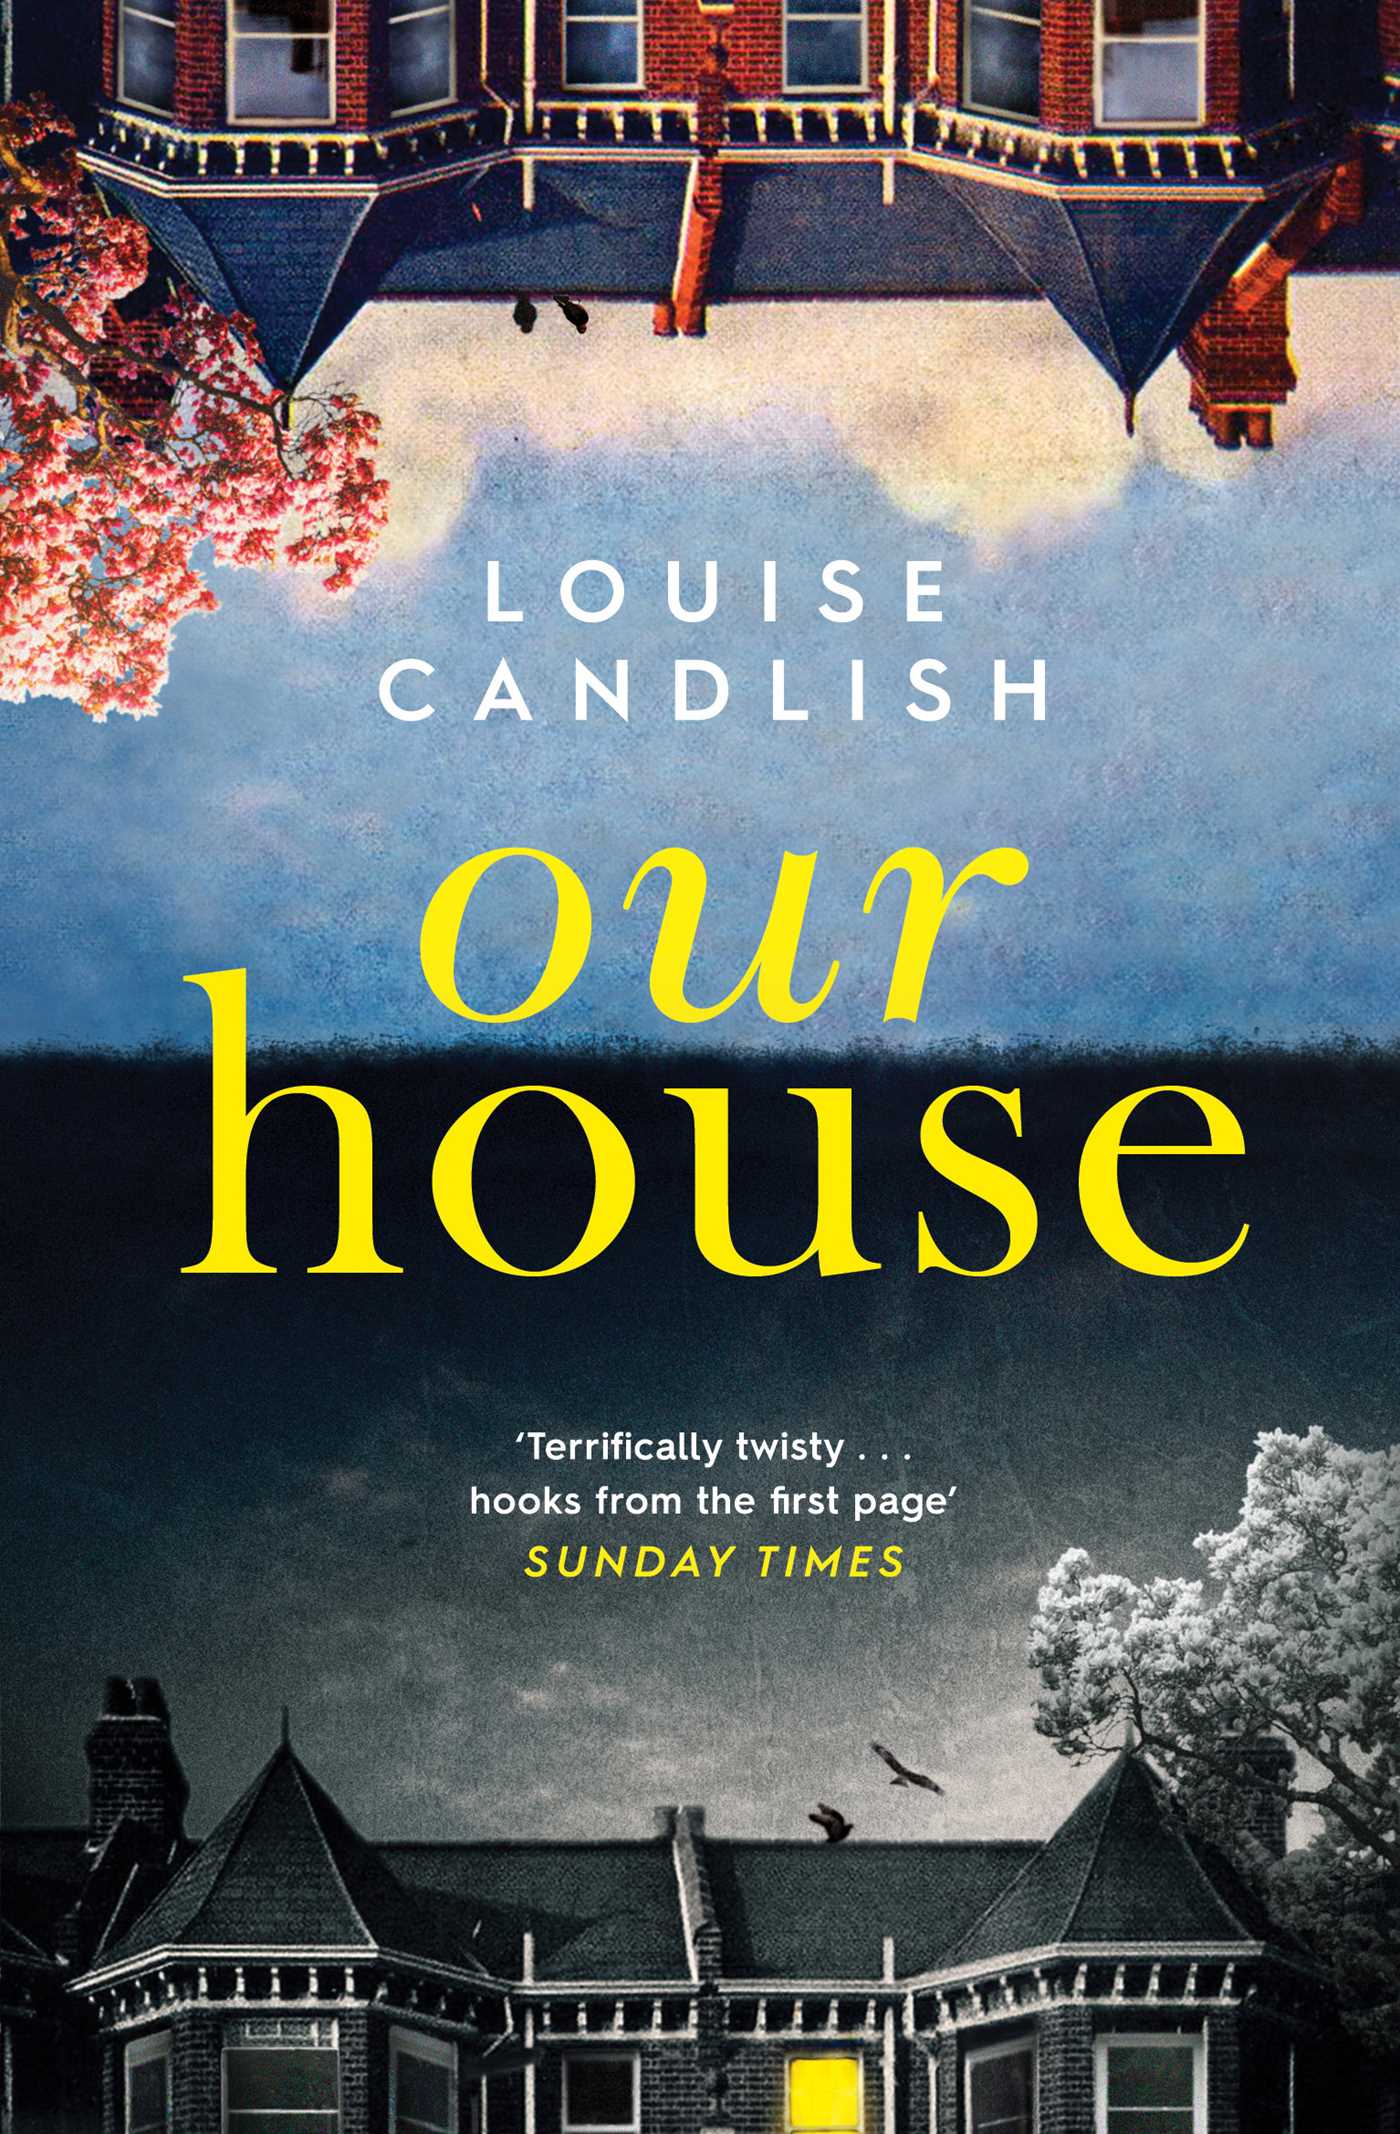 LOUISE
CANDLISH
our
house
‘Terrifically twisty . . .
hooks from the first page’
SUNDAY TIMES